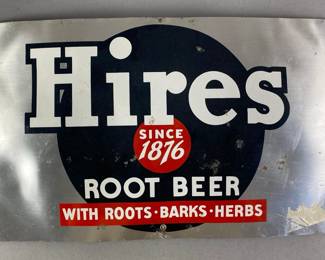 Hires
SINCE
1876
ROOT BEER
WITH ROOTS·BARKS·HERBS